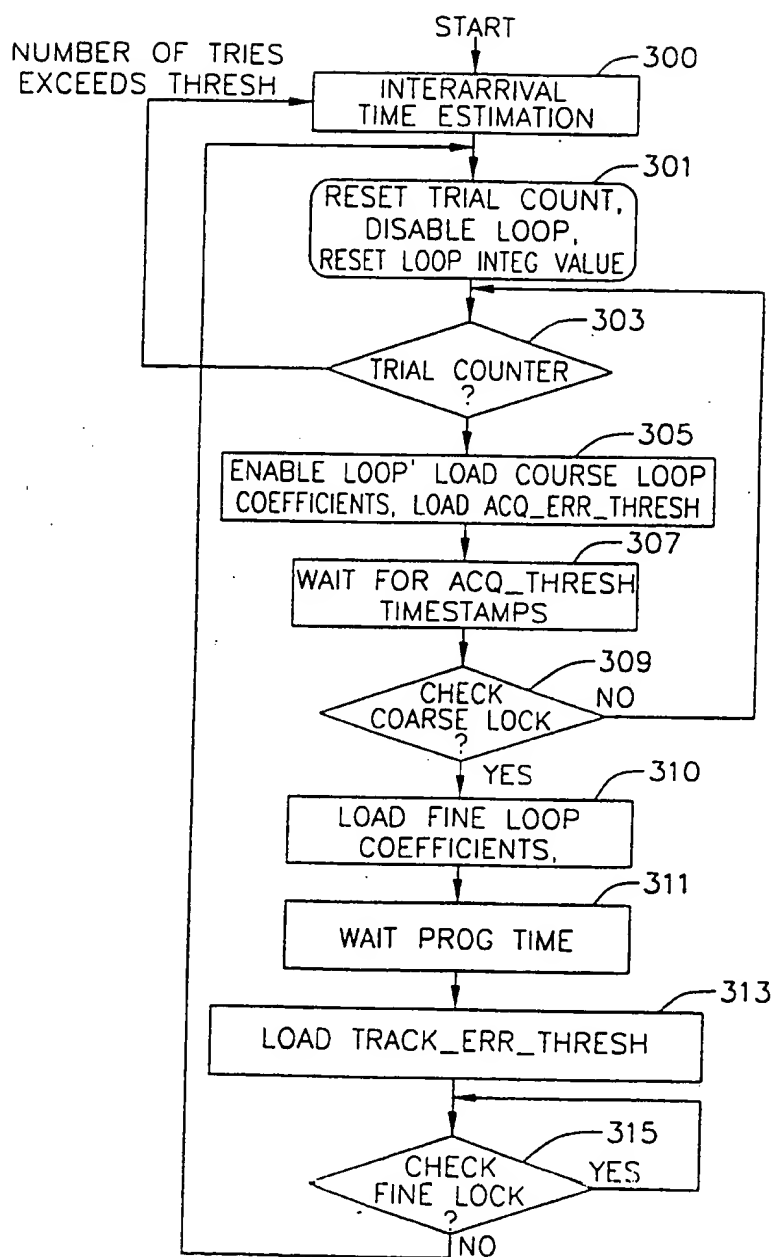 START
NUMBER OF TRIES
EXCEEDS THRESH
300
INTERARRIVAL
TIME ESTIMATION
301
RESET TRIAL COUNT,
DISABLE LOOP,
RESET LOOP INTEG VALUE
303
TRIAL COUNTER
?
305
ENABLE LOOP' LOAD COURSE LOOP
COEFFICIENTS, LOAD ACQ_ERR_THRESH
307
WAIT FOR ACQ_THRESH
TIMESTAMPS
309
CHECK
COARSE LOCK
?
NO
YES
310
LOAD FINE LOOP
COEFFICIENTS,
311
WAIT PROG TIME
313
LOAD TRACK_ERR_THRESH
315
CHECK
FINE LOCK
?
YES
NO